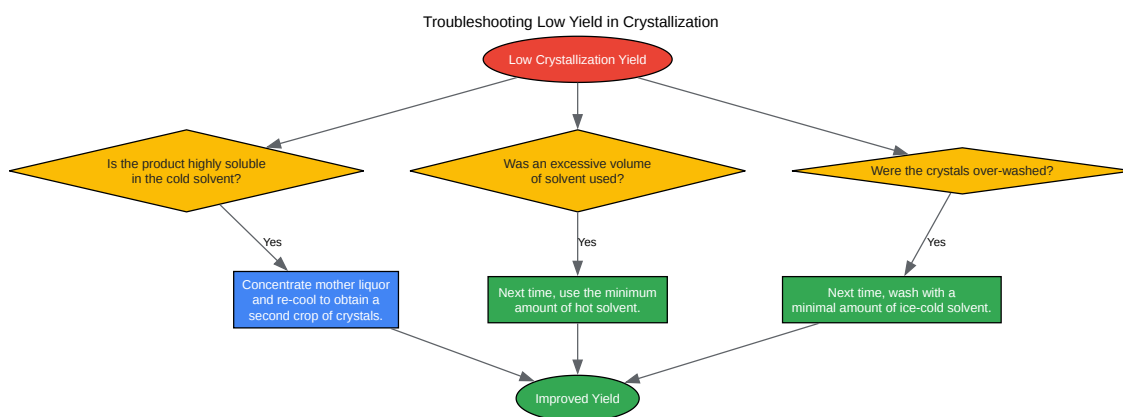 Troubleshooting Low Yield in Crystallization
Low Crystallization Yield
Is the product highly soluble
in the cold solvent?
Was an excessive volume
of solvent used?
Were the crystals over-washed?
Yes
Yes
Yes
Concentrate mother liquor
and re-cool to obtain a
second crop of crystals.
Next time, use the minimum
amount of hot solvent.
Next time, wash with a
minimal amount of ice-cold solvent.
Improved Yield